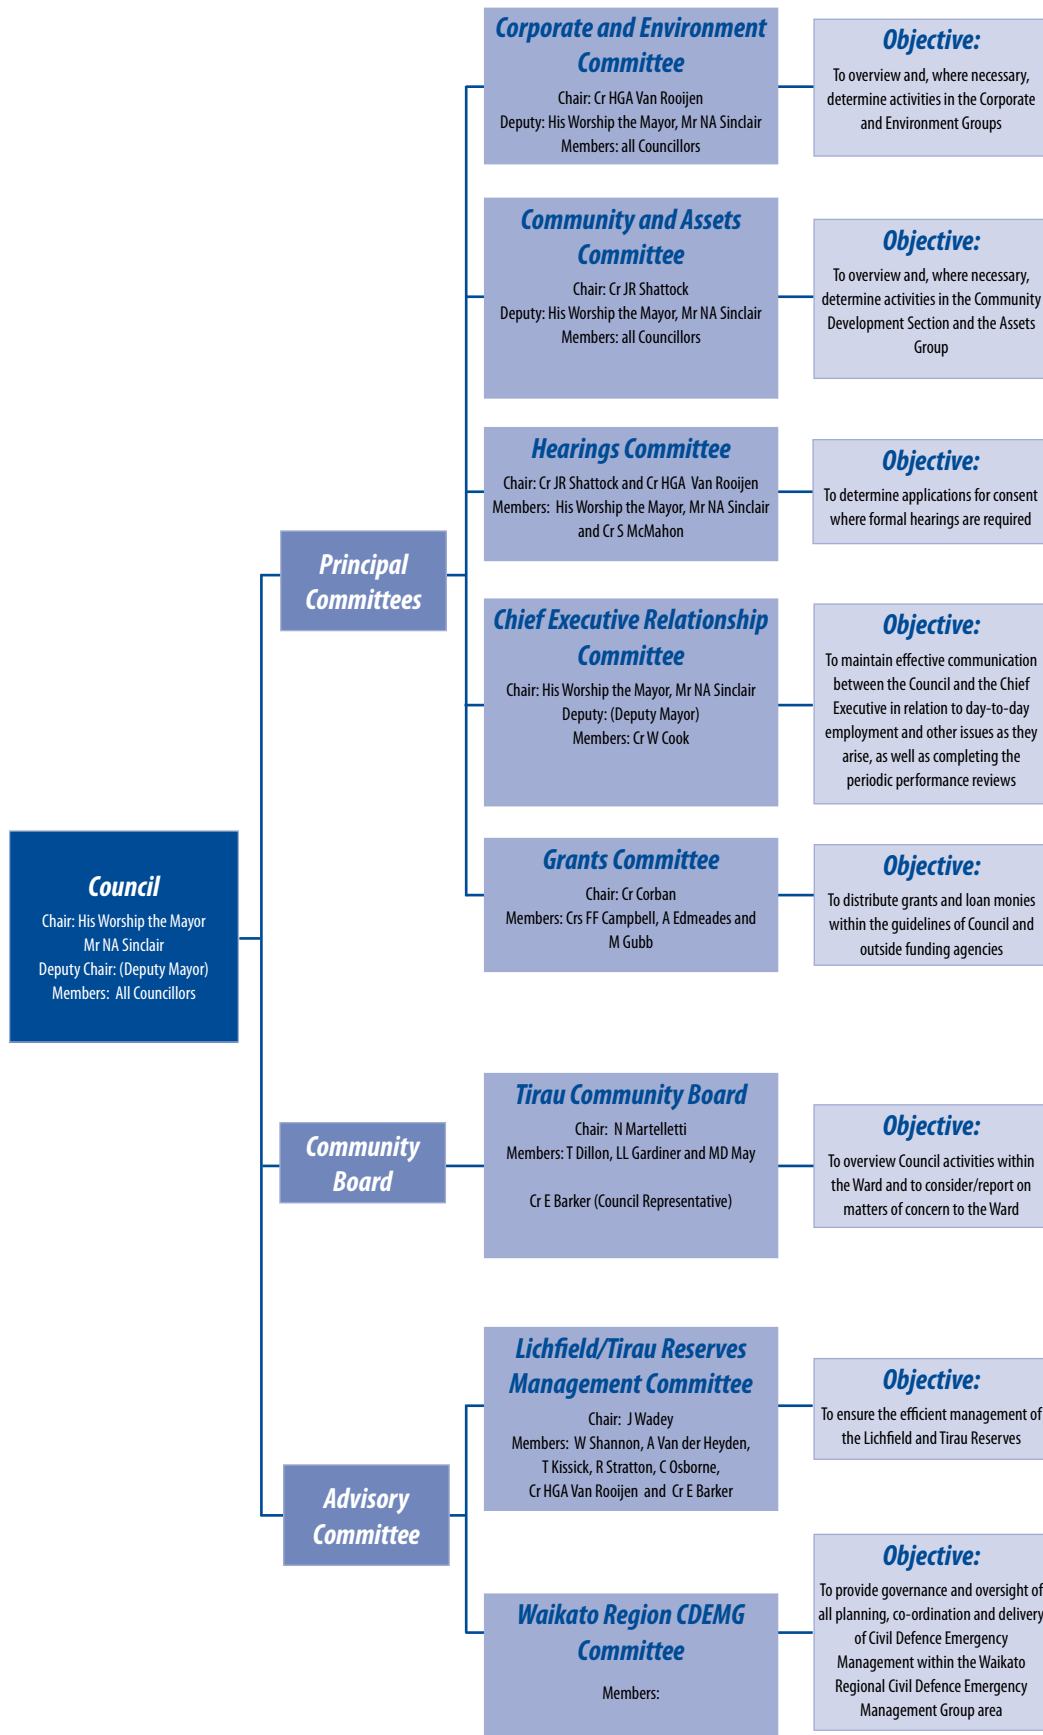 Council
Chair: His Worship the Mayor
Mr NA Sinclair
Deputy Chair: (Deputy Mayor)
Members: All Councillors
Principal
Committees
Corporate and Environment
Committee
Chair: Cr HGA Van Rooijen
Deputy: His Worship the Mayor, Mr NA Sinclair
Members: all Councillors
Objective:
To overview and, where necessary,
determine activities in the Corporate
and Environment Groups
Community and Assets
Committee
Chair: Cr JR Shattock
Deputy: His Worship the Mayor, Mr NA Sinclair
Members: all Councillors
Objective:
To overview and, where necessary,
determine activities in the Community
Development Section and the Assets
Group
Hearings Committee
Chair: Cr JR Shattock and Cr HGA Van Rooijen
Members: His Worship the Mayor, Mr NA Sinclair
and Cr S McMahon
Objective:
To determine applications for consent
where formal hearings are required
Chief Executive Relationship
Committee
Chair: His Worship the Mayor, Mr NA Sinclair
Deputy: (Deputy Mayor)
Members: Cr W Cook
Objective:
To maintain effective communication
between the Council and the Chief
Executive in relation to day-to-day
employment and other issues as they
arise, as well as completing the
periodic performance reviews
Grants Committee
Chair: Cr Corban
Members: Crs FF Campbell, A Edmeades and
M Gubb
Objective:
To distribute grants and loan monies
within the guidelines of Council and
outside funding agencies
Community
Board
Tirau Community Board
Chair: N Martelletti
Members: T Dillon, LL Gardiner and MD May
Cr E Barker (Council Representative)
Objective:
To overview Council activities within
the Ward and to consider/report on
matters of concern to the Ward
Advisory
Committee
Lichfield/Tirau Reserves
Management Committee
Chair: J Wadey
Members: W Shannon, A Van der Heyden,
T Kissick, R Stratton, C Osborne,
Cr HGA Van Rooijen and Cr E Barker
Objective:
To ensure the efficient management of
the Lichfield and Tirau Reserves
Waikato Region CDEMG
Committee
Members:
Objective:
To provide governance and oversight of
all planning, co-ordination and delivery
of Civil Defence Emergency
Management within the Waikato
Regional Civil Defence Emergency
Management Group area